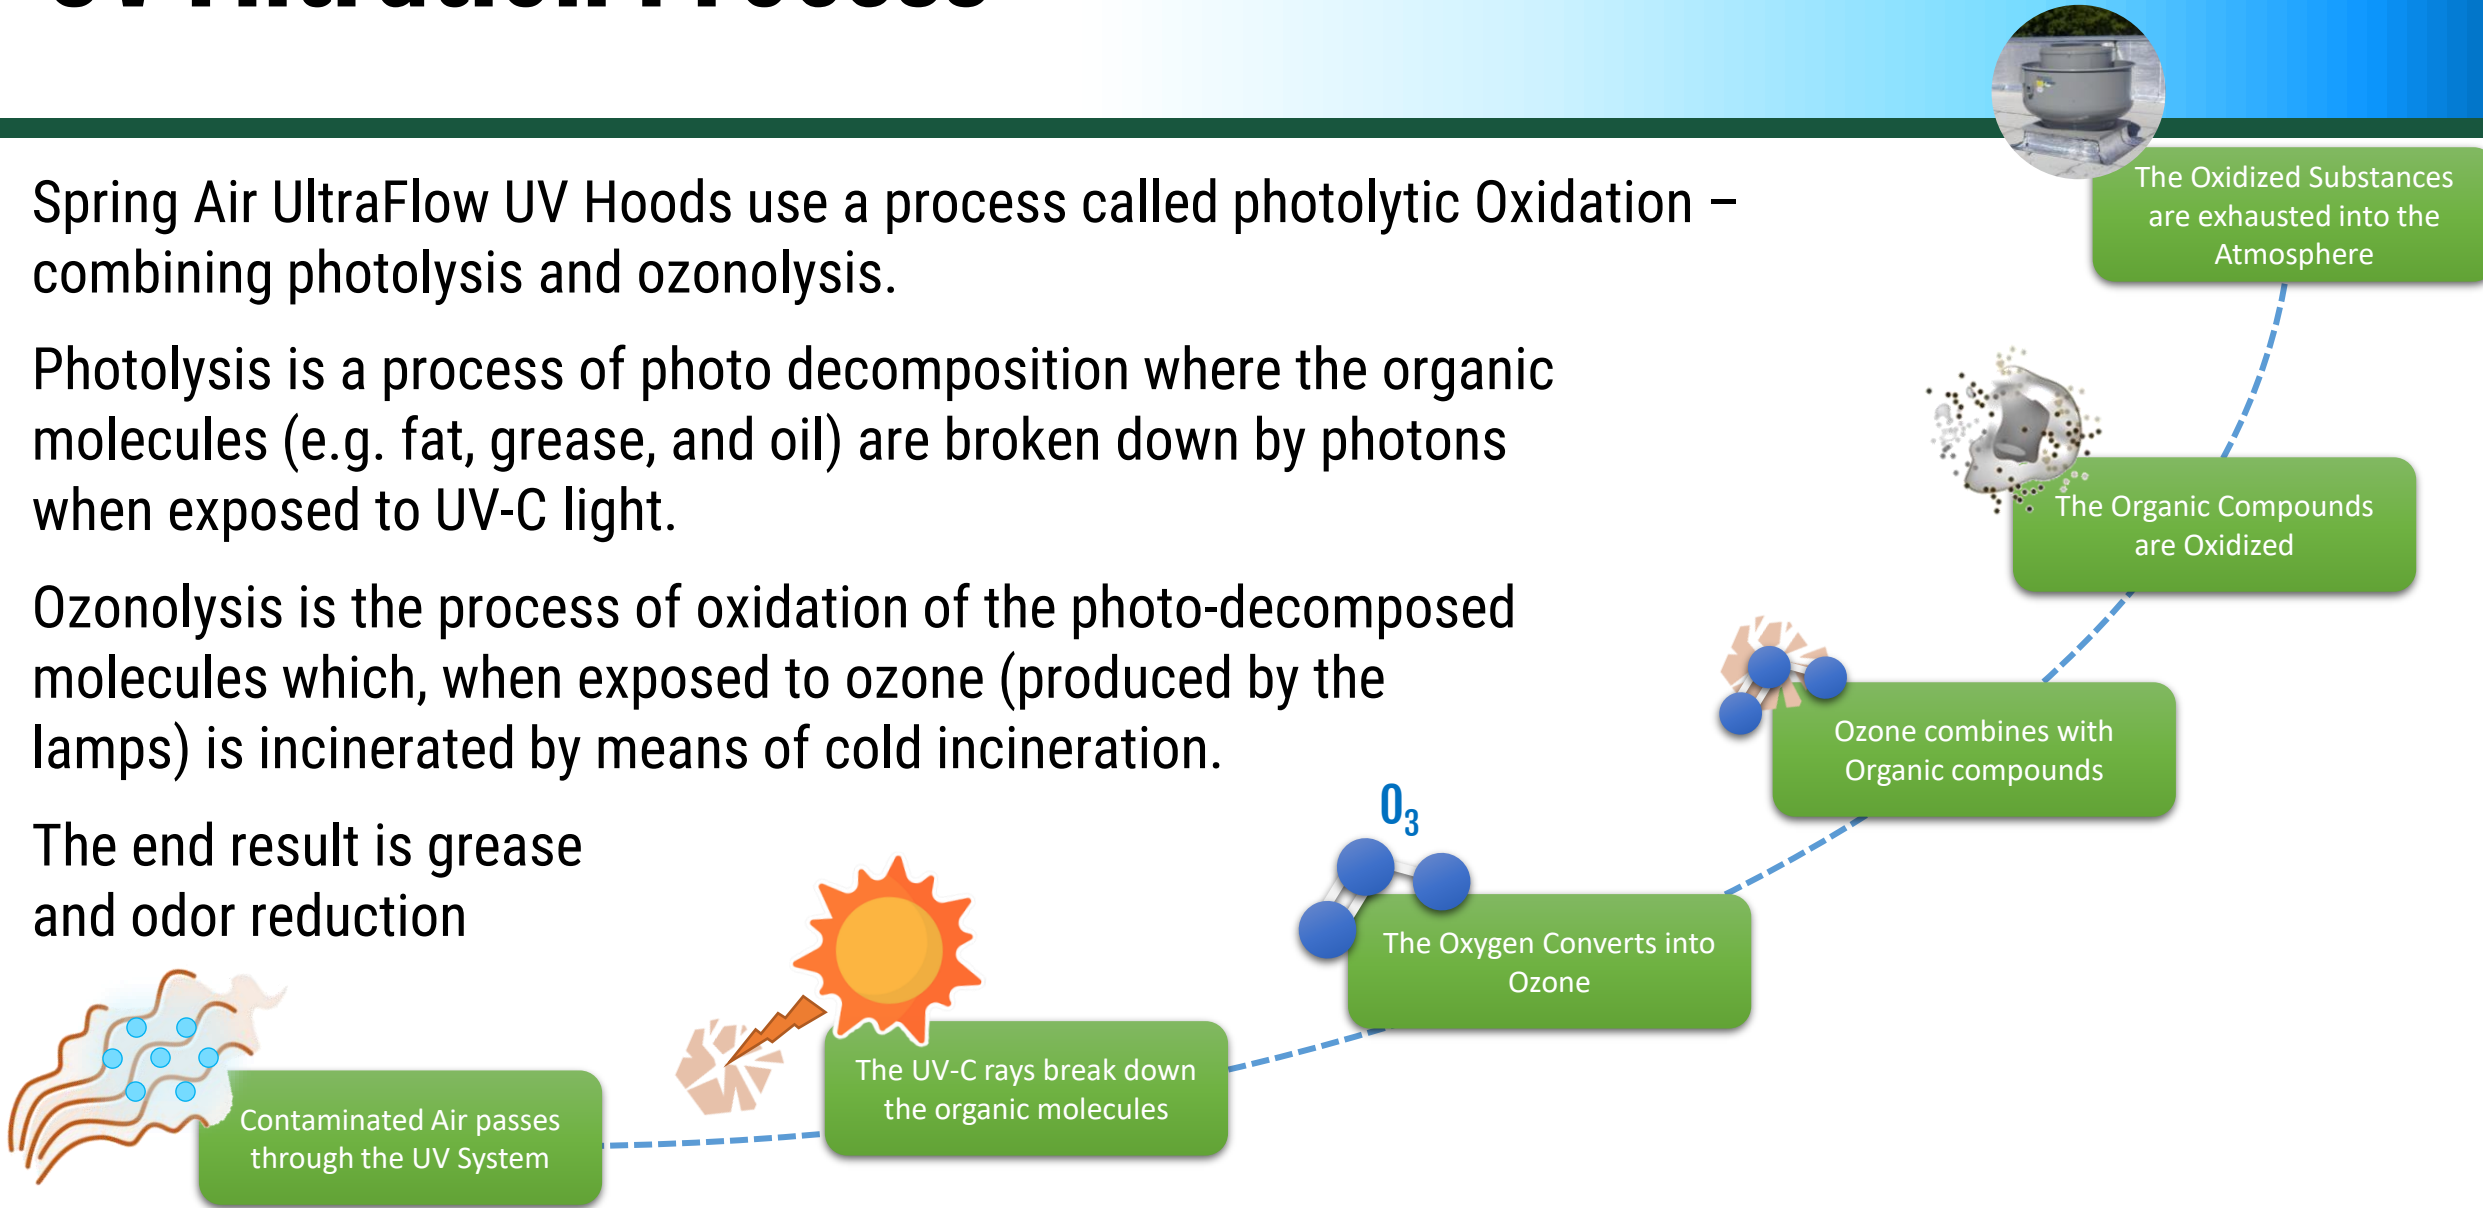 UV Filtration Process
Spring Air UltraFlow UV Hoods use a process called photolytic Oxidation –
combining photolysis and ozonolysis.
Photolysis is a process of photo decomposition where the organic
molecules (e.g. fat, grease, and oil) are broken down by photons
when exposed to UV-C light.
Ozonolysis is the process of oxidation of the photo-decomposed
molecules which, when exposed to ozone (produced by the
lamps) is incinerated by means of cold incineration.
The end result is grease
and odor reduction
Contaminated Air passes
through the UV System
The UV-C rays break down
the organic molecules
O3
The Oxygen Converts into
Ozone
Ozone combines with
Organic compounds
The Organic Compounds
are Oxidized
The Oxidized Substances
are exhausted into the
Atmosphere